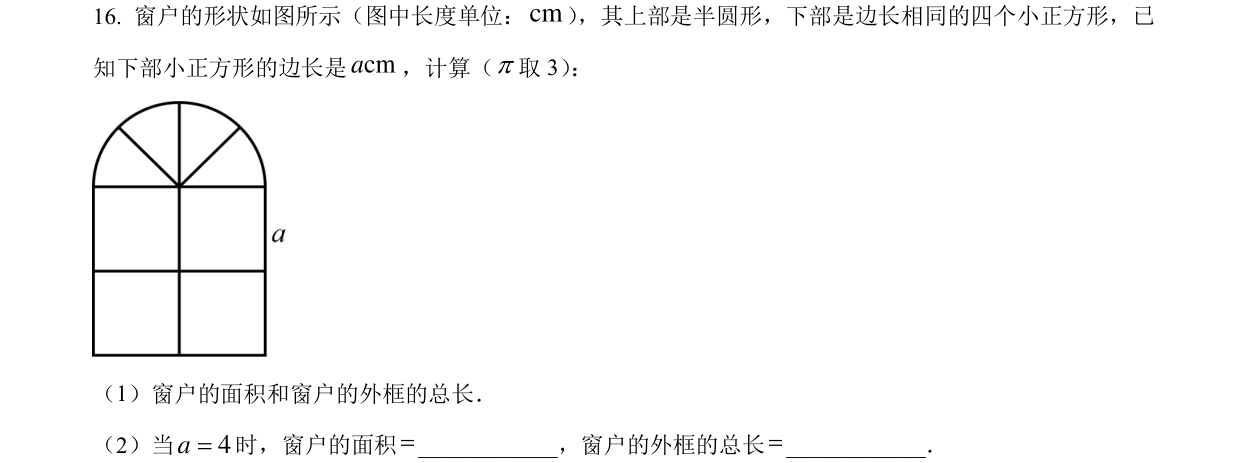 16. 窗户的形状如图所示（图中长度单位：cm），其上部是半圆形，下部是边长相同的四个小正方形，已
知下部小正方形的边长是acm，计算（π取 3）：
a
（1）窗户的面积和窗户的外框的总长．
（2）当a = 4时，窗户的面积=____________，窗户的外框的总长=____________．